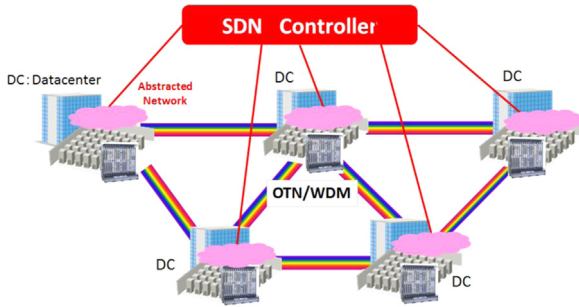 SDN Controller
DC：Datacenter
Abstracted
Network
DC
DC
OTN/WDM
DC
DC